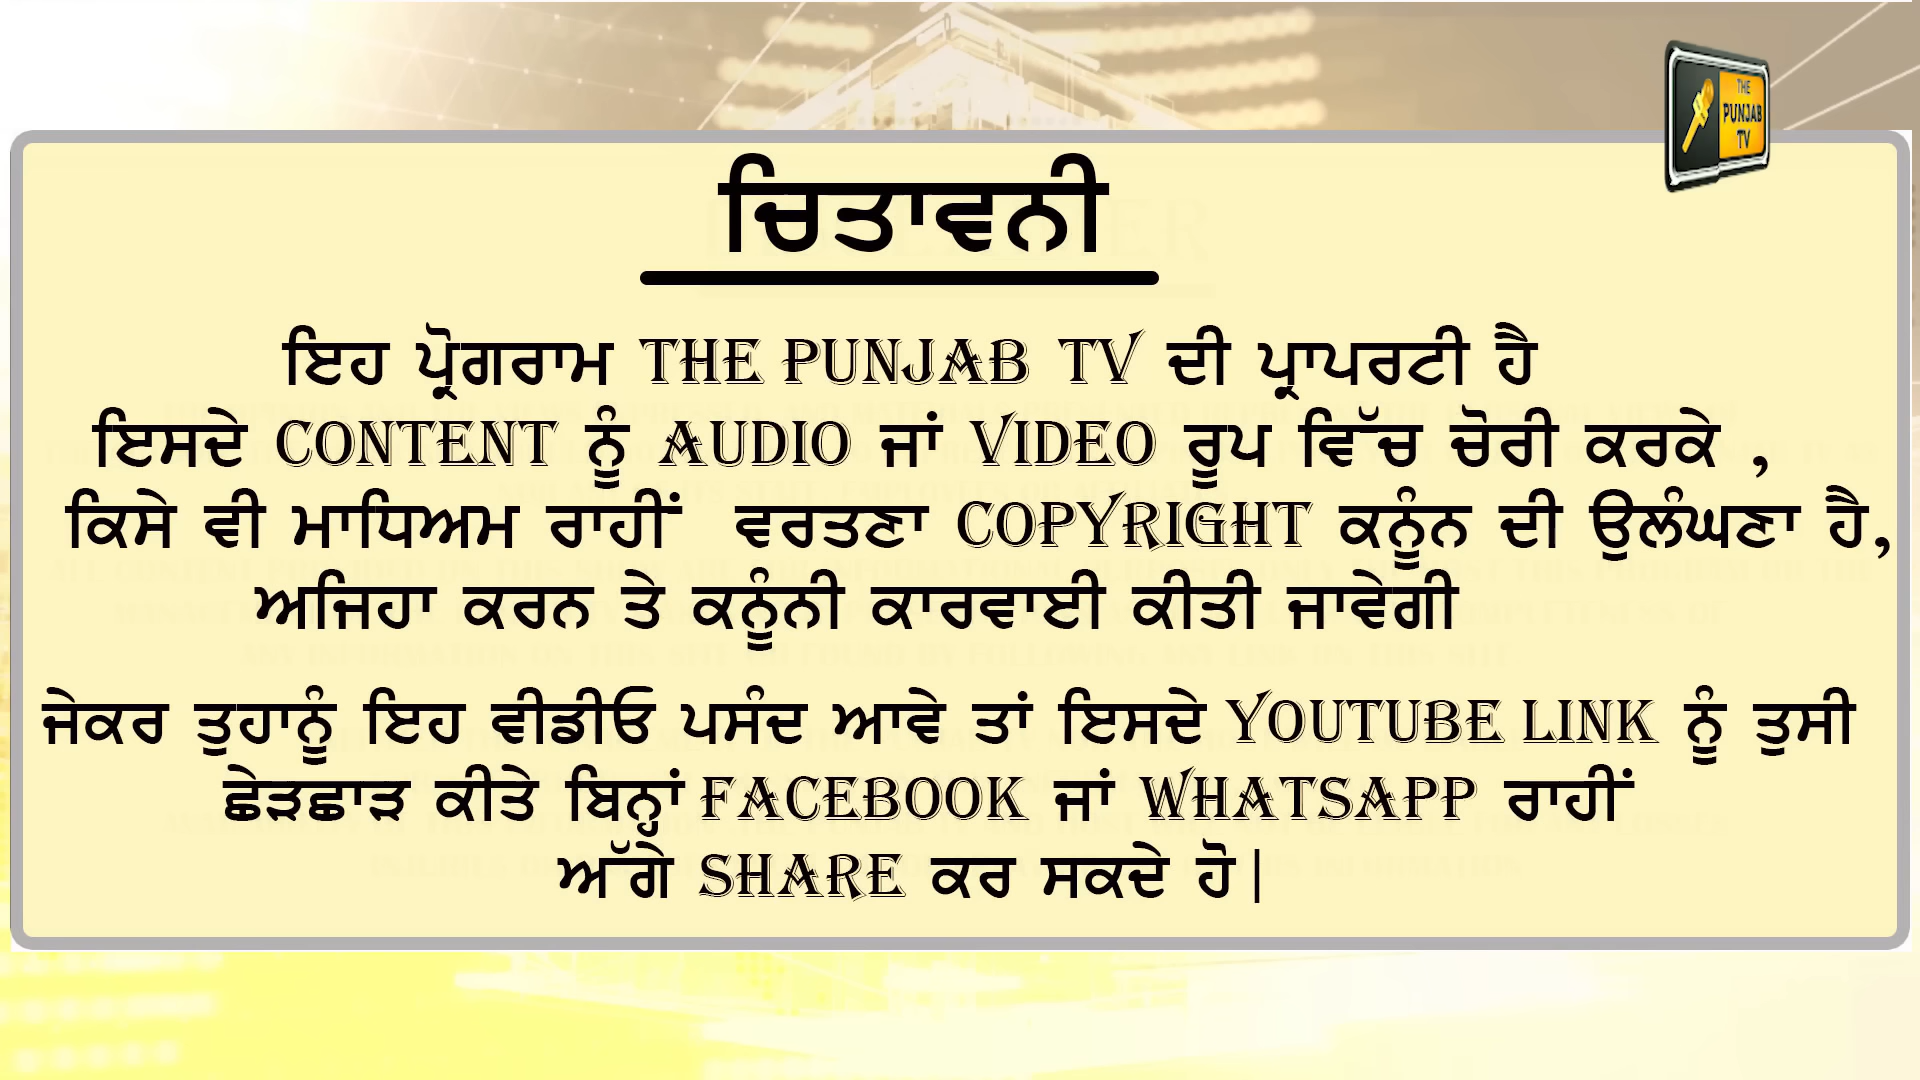 THE
PUNJAB
TV
ਚਿਤਾਵਨੀ
ਇਹ ਪ੍ਰੋਗਰਾਮ THE PUNJAB TV ਦੀ ਪ੍ਰਾਪਰਟੀ ਹੈ
ਇਸਦੇ CONTENT ਨੂੰ AUDIO ਜਾਂ VIDEO ਰੂਪ ਵਿੱਚ ਚੋਰੀ ਕਰਕੇ ,
ਕਿਸੇ ਵੀ ਮਾਧਿਅਮ ਰਾਹੀਂ ਵਰਤਣਾ COPYRIGHT ਕਨੂੰਨ ਦੀ ਉਲੰਘਣਾ ਹੈ,
ਅਜਿਹਾ ਕਰਨ ਤੇ ਕਨੂੰਨੀ ਕਾਰਵਾਈ ਕੀਤੀ ਜਾਵੇਗੀ
ਜੇਕਰ ਤੁਹਾਨੂੰ ਇਹ ਵੀਡੀਓ ਪਸੰਦ ਆਵੇ ਤਾਂ ਇਸਦੇ YOUTUBE LINK ਨੂੰ ਤੁਸੀ
ਛੇੜਛਾੜ ਕੀਤੇ ਬਿਨ੍ਹਾਂ FACEBOOK ਜਾਂ WHATSAPP ਰਾਹੀਂ
ਅੱਗੇ SHARE ਕਰ ਸਕਦੇ ਹੋ|